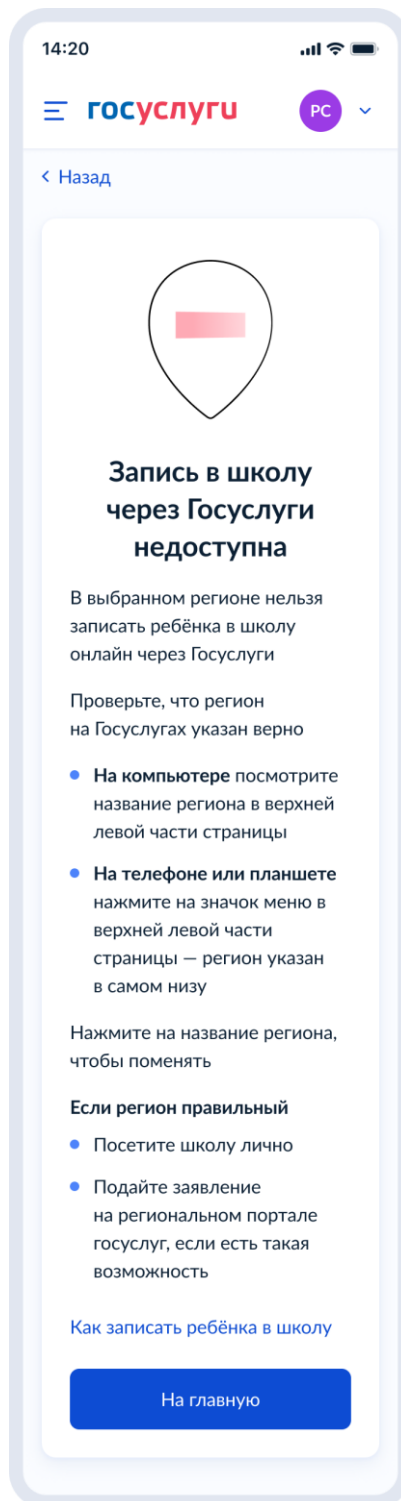 14:20
госуслуги
РС
Назад
Запись в школу
через Госуслуги
недоступна
В выбранном регионе нельзя
записать ребёнка в школу
онлайн через Госуслуги
Проверьте, что регион
на Госуслугах указан верно
На компьютере посмотрите
название региона в верхней
левой части страницы
На телефоне или планшете
нажмите на значок меню в
верхней левой части
страницы — регион указан
в самом низу
Нажмите на название региона,
чтобы поменять
Если регион правильный
Посетите школу лично
Подайте заявление
на региональном портале
госуслуг, если есть такая
возможность
Как записать ребёнка в школу
На главную